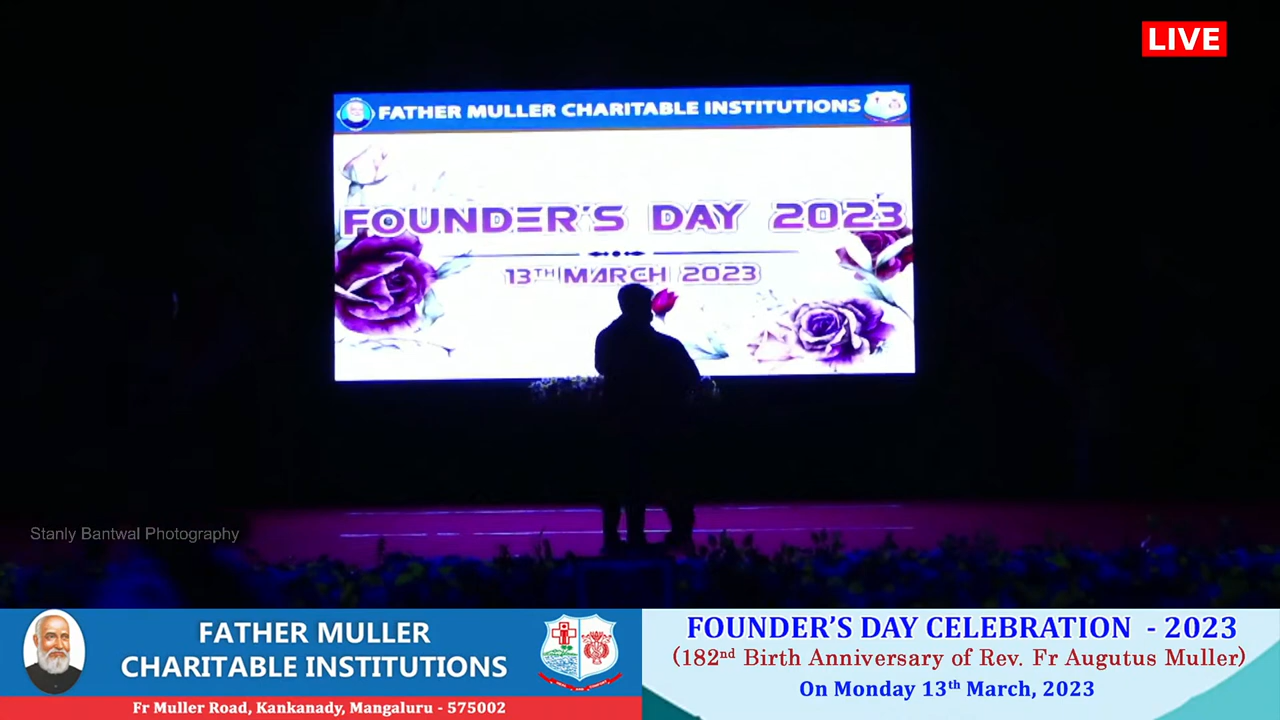 LIVE
FATHER MULLER CHARITABLE INSTITUTIONS
FOUNDER'S DAY 2023
13TH MARCH 2023
Stanly Bantwal Photography
FATHER MULLER
CHARITABLE INSTITUTIONS
Fr Muller Road, Kankanady, Mangaluru - 575002
FOUNDER'S DAY CELEBRATION - 2023
(182nd Birth Anniversary of Rev. Fr Augutus Muller)
On Monday 13th March, 2023